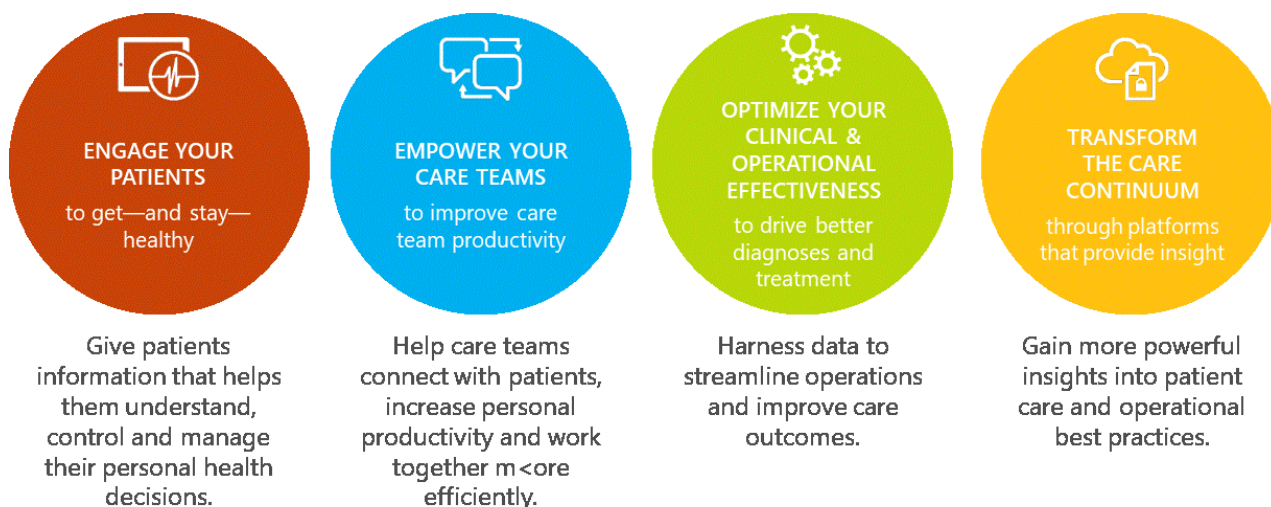 ENGAGE YOUR
PATIENTS
to get—and stay—
healthy
Give patients
information that helps
them understand,
control and manage
their personal health
decisions.
EMPOWER YOUR
CARE TEAMS
to improve care
team productivity
Help care teams
connect with patients,
increase personal
productivity and work
together m<ore
efficiently.
OPTIMIZE YOUR
CLINICAL &
OPERATIONAL
EFFECTIVENESS
to drive better
diagnoses and
treatment
Harness data to
streamline operations
and improve care
outcomes.
TRANSFORM
THE CARE
CONTINUUM
through platforms
that provide insight
Gain more powerful
insights into patient
care and operational
best practices.